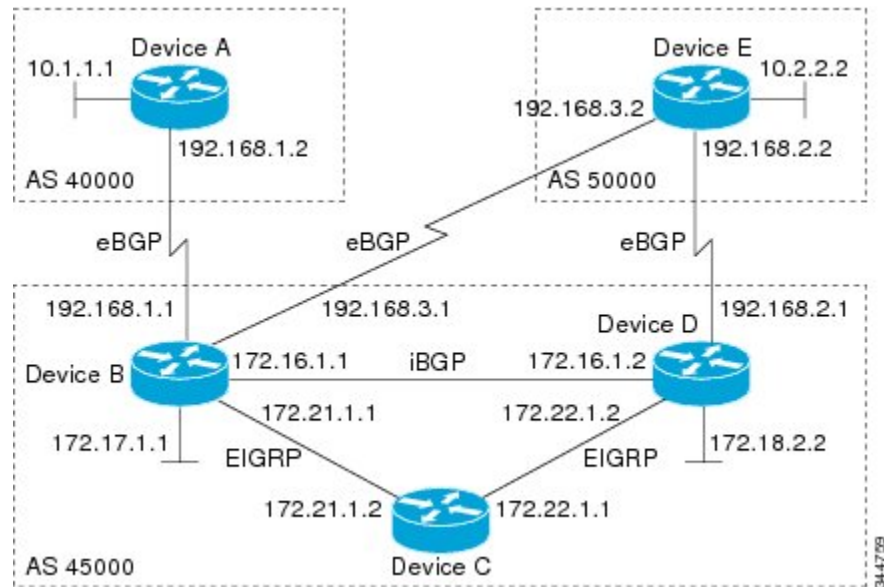 Device A
Device E
10.1.1.1
10.2.2.2
192.168.3.2
192.168.1.2
192.168.2.2
AS 40000
AS 50000
eBGP
eBGP
eBGP
192.168.1.1
192.168.3.1
192.168.2.1
Device D
172.16.1.1
iBGP
172.16.1.2
Device B
172.21.1.1
172.22.1.2
172.17.1.1
172.18.2.2
EIGRP
EIGRP
172.21.1.2
172.22.1.1
AS 45000
Device C